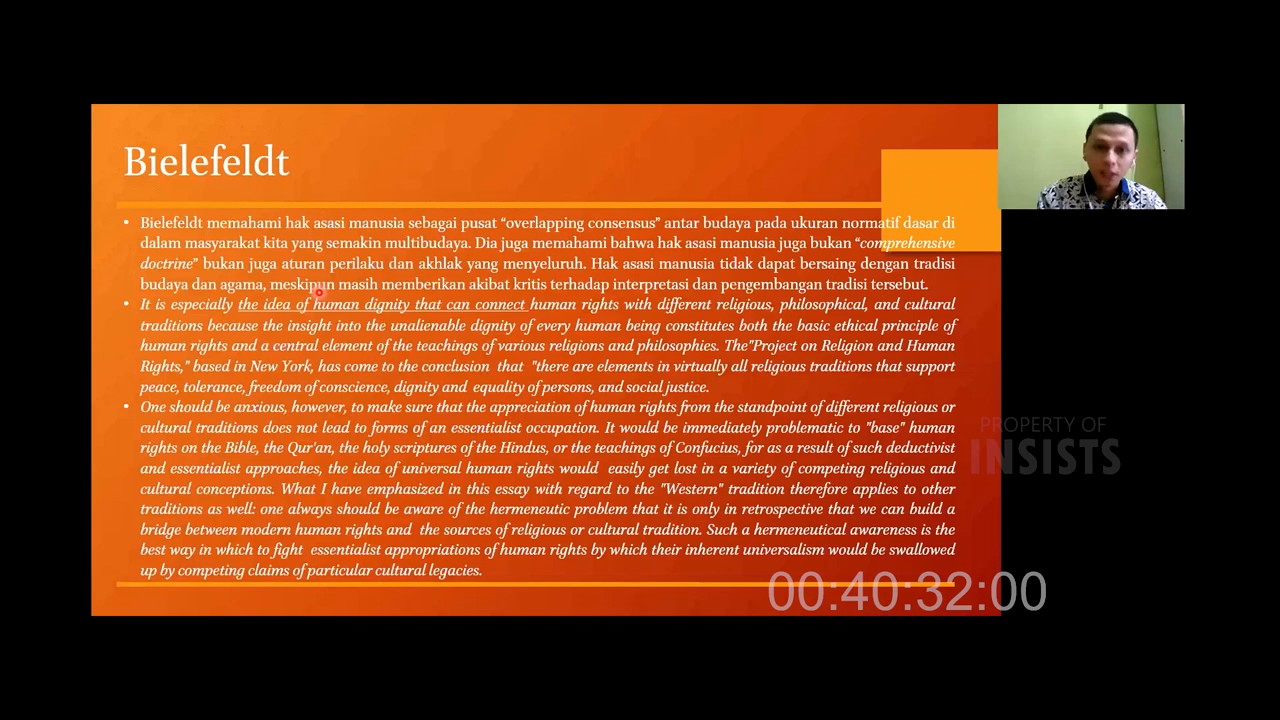 Bielefeldt
• Bielefeldt memahami hak asasi manusia sebagai pusat “overlapping consensus” antar budaya pada ukuran normatif dasar di
dalam masyarakat kita yang semakin multibudaya. Dia juga memahami bahwa hak asasi manusia juga bukan “comprehensive
doctrine” bukan juga aturan perilaku dan akhlak yang menyeluruh. Hak asasi manusia tidak dapat bersaing dengan tradisi
budaya dan agama, meskipun masih memberikan akibat kritis terhadap interpretasi dan pengembangan tradisi tersebut.
• It is especially the idea of human dignity that can connect human rights with different religious, philosophical, and cultural
traditions because the insight into the unalienable dignity of every human being constitutes both the basic ethical principle of
human rights and a central element of the teachings of various religions and philosophies. The"Project on Religion and Human
Rights," based in New York, has come to the conclusion that "there are elements in virtually all religious traditions that support
peace, tolerance, freedom of conscience, dignity and equality of persons, and social justice.
• One should be anxious, however, to make sure that the appreciation of human rights from the standpoint of different religious or
cultural traditions does not lead to forms of an essentialist occupation. It would be immediately problematic to "base" human
rights on the Bible, the Qur'an, the holy scriptures of the Hindus, or the teachings of Confucius, for as a result of such deductivist
and essentialist approaches, the idea of universal human rights would easily get lost in a variety of competing religious and
cultural conceptions. What I have emphasized in this essay with regard to the "Western" tradition therefore applies to other
traditions as well: one always should be aware of the hermeneutic problem that it is only in retrospective that we can build a
bridge between modern human rights and the sources of religious or cultural tradition. Such a hermeneutical awareness is the
best way in which to fight essentialist appropriations of human rights by which their inherent universalism would be swallowed
up by competing claims of particular cultural legacies.
PROPERTY OF
INSISTS
00:40:32:00